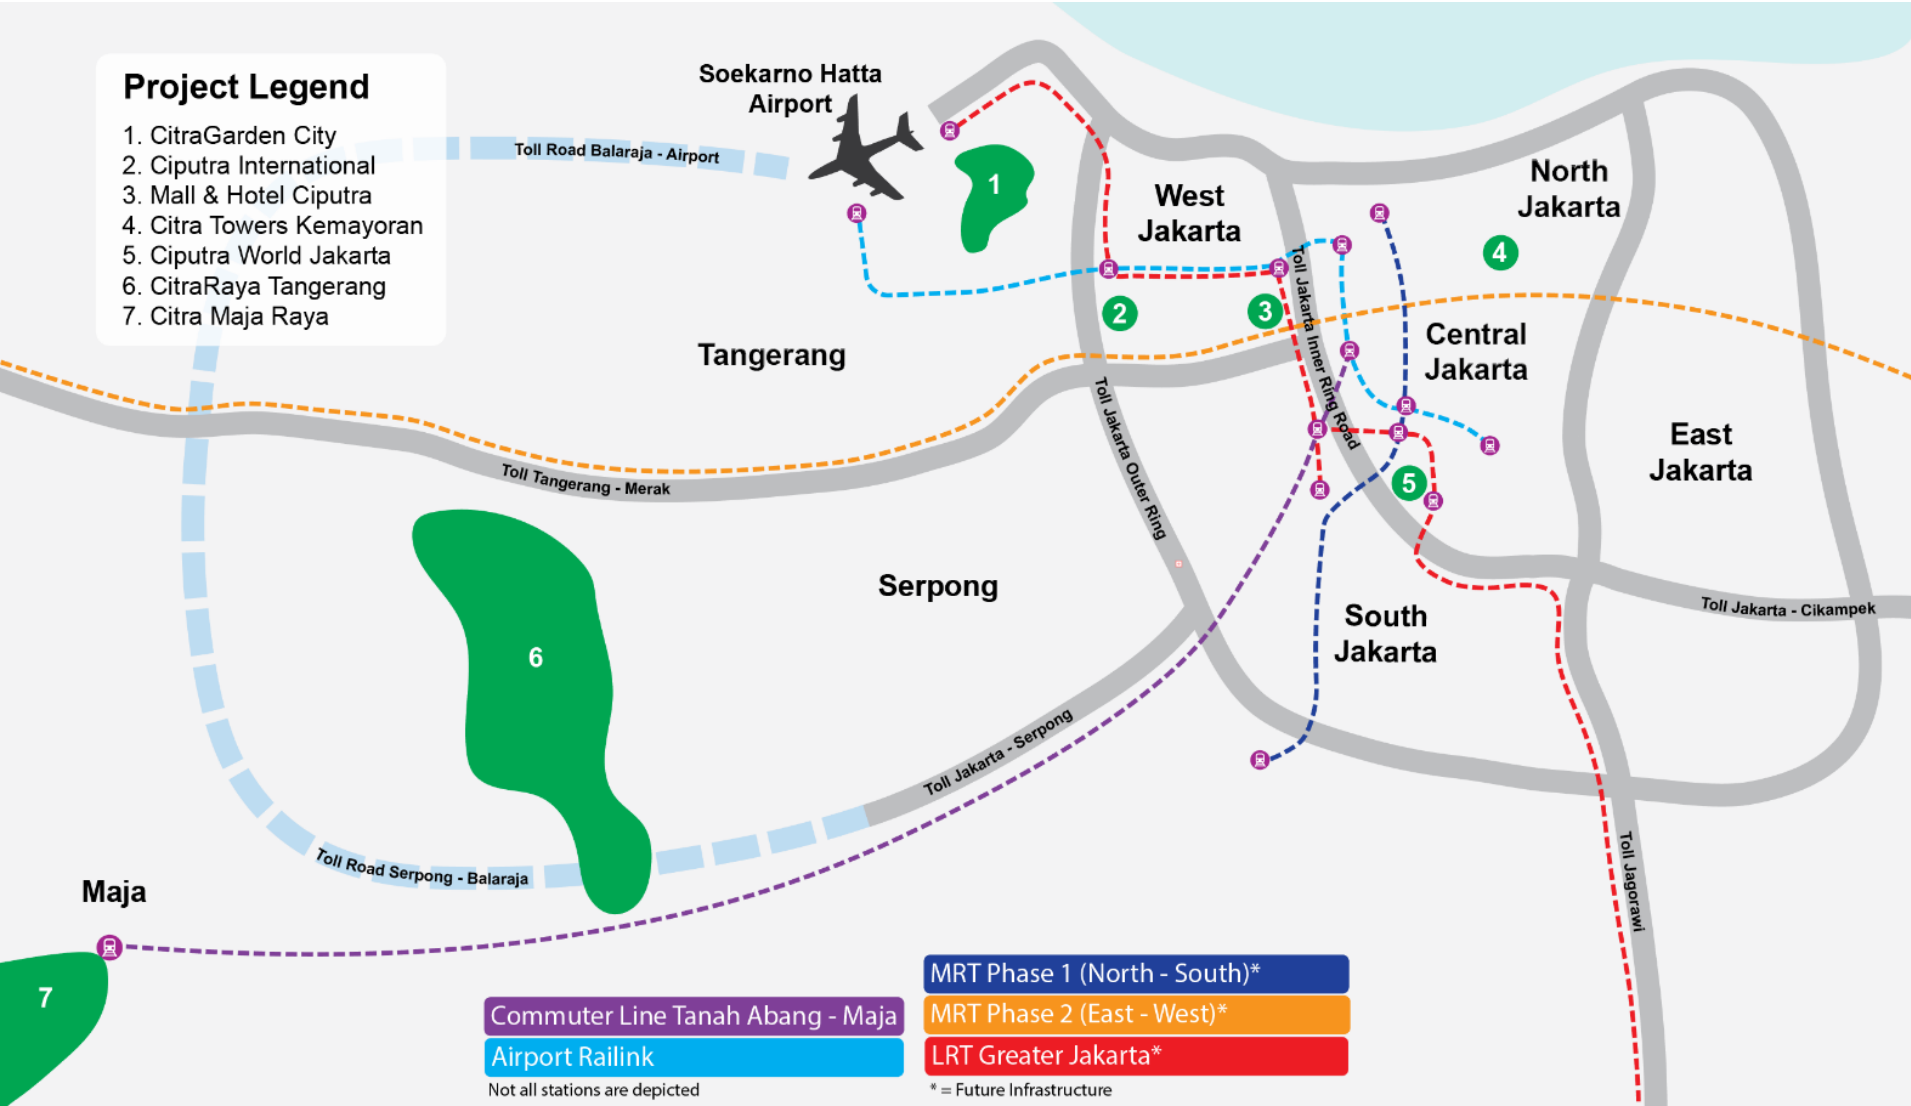 Project Legend
1. CitraGarden City
2. Ciputra International
3. Mall & Hotel Ciputra
4. Citra Towers Kemayoran
5. Ciputra World Jakarta
6. CitraRaya Tangerang
7. Citra Maja Raya
Soekarno Hatta
Airport
Toll Road Balaraja - Airport
1
West
Jakarta
North
Jakarta
4
2
3
Toll Jakarta Inner Ring Road
Central
Jakarta
Tangerang
Toll Tangerang - Merak
Toll Jakarta Outer Ring
5
East
Jakarta
Serpong
6
South
Jakarta
Toll Jakarta - Cikampek
Toll Jakarta - Serpong
Toll Road Serpong - Balaraja
Toll Jagorawi
Maja
7
Commuter Line Tanah Abang - Maja
Airport Railink
Not all stations are depicted
MRT Phase 1 (North - South)*
MRT Phase 2 (East - West)*
LRT Greater Jakarta*
* = Future Infrastructure